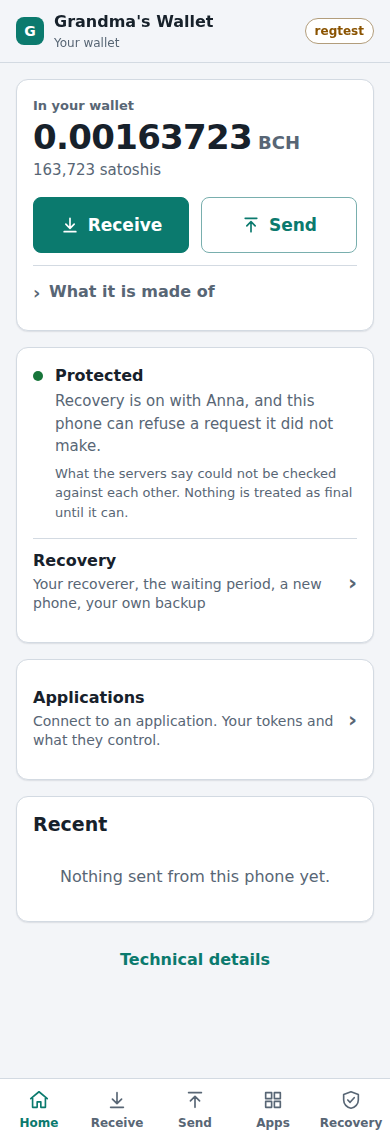 G
Grandma's Wallet
Your wallet
regtest
In your wallet
0.00163723 BCH
163,723 satoshis
Receive
Send
What it is made of
Protected
Recovery is on with Anna, and this
phone can refuse a request it did not
make.
What the servers say could not be checked
against each other. Nothing is treated as final
until it can.
Recovery
Your recoverer, the waiting period, a new
phone, your own backup
Applications
Connect to an application. Your tokens and
what they control.
Recent
Nothing sent from this phone yet.
Technical details
Home
Receive
Send
Apps
Recovery